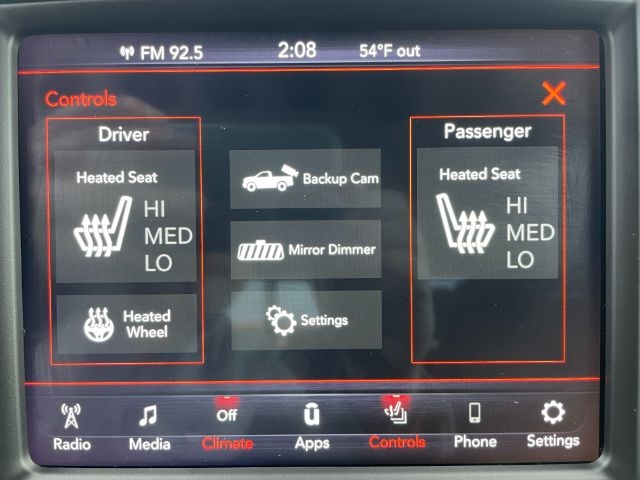 FM 92.5 2:08 54°F out
Controls
Driver
Heated Seat
HI
MED
LO
Heated
Wheel
Backup Cam
Mirror Dimmer
Settings
Passenger
Heated Seat
HI
MED
LO
Off
Radio Media Climate Apps Controls Phone Settings